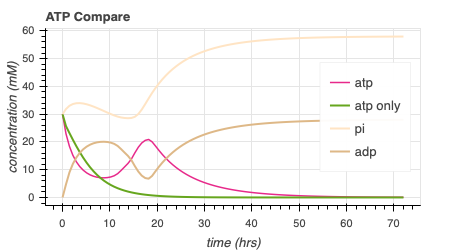 ATP Compare
60
50
40
30
20
10
0
concentration (mM)
atp
atp only
pi
adp
0 10 20 30 40 50 60 70
time (hrs)